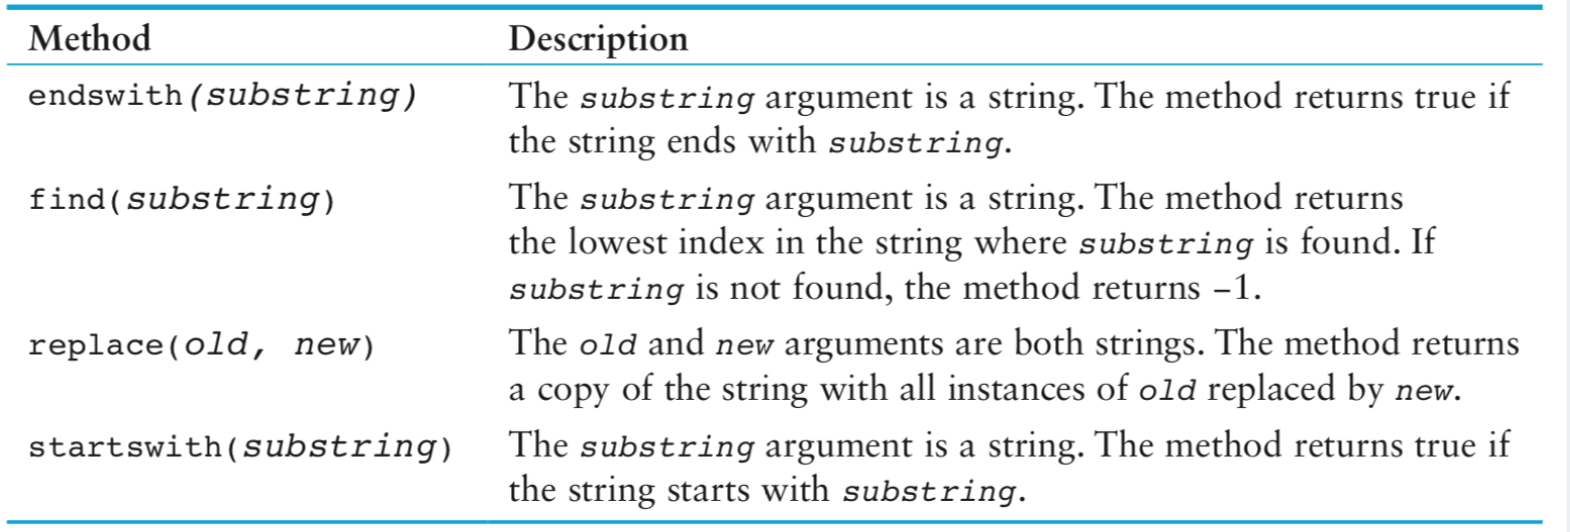 Method Description
endswith(substring) The substring argument is a string. The method returns true if
the string ends with substring.
find(substring) The substring argument is a string. The method returns
the lowest index in the string where substring is found. If
substring is not found, the method returns –1.
replace(old, new) The old and new arguments are both strings. The method returns
a copy of the string with all instances of old replaced by new.
startswith(substring) The substring argument is a string. The method returns true if
the string starts with substring.